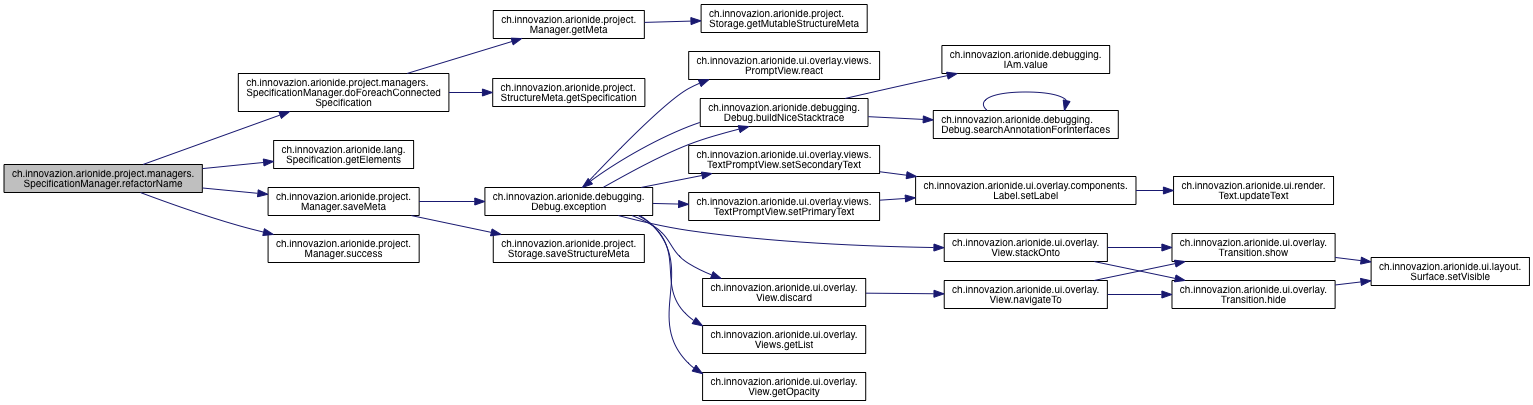 ch.innovazion.arionide.project.managers.
SpecificationManager.refactorName
ch.innovazion.arionide.project.managers.
SpecificationManager.doForeachConnected
Specification
ch.innovazion.arionide.lang.
Specification.getElements
ch.innovazion.arionide.project.
Manager.saveMeta
ch.innovazion.arionide.project.
Manager.success
ch.innovazion.arionide.project.
Manager.getMeta
ch.innovazion.arionide.project.
StructureMeta.getSpecification
ch.innovazion.arionide.debugging.
Debug.exception
ch.innovazion.arionide.project.
Storage.saveStructureMeta
ch.innovazion.arionide.project.
Storage.getMutableStructureMeta
ch.innovazion.arionide.ui.overlay.views.
PromptView.react
ch.innovazion.arionide.debugging.
Debug.buildNiceStacktrace
ch.innovazion.arionide.ui.overlay.views.
TextPromptView.setSecondaryText
ch.innovazion.arionide.ui.overlay.views.
TextPromptView.setPrimaryText
ch.innovazion.arionide.ui.overlay.
View.discard
ch.innovazion.arionide.ui.overlay.
Views.getList
ch.innovazion.arionide.ui.overlay.
View.getOpacity
ch.innovazion.arionide.debugging.
IAm.value
ch.innovazion.arionide.debugging.
Debug.searchAnnotationForInterfaces
ch.innovazion.arionide.ui.overlay.components.
Label.setLabel
ch.innovazion.arionide.ui.overlay.
View.stackOnto
ch.innovazion.arionide.ui.overlay.
View.navigateTo
ch.innovazion.arionide.ui.render.
Text.updateText
ch.innovazion.arionide.ui.overlay.
Transition.show
ch.innovazion.arionide.ui.overlay.
Transition.hide
ch.innovazion.arionide.ui.layout.
Surface.setVisible